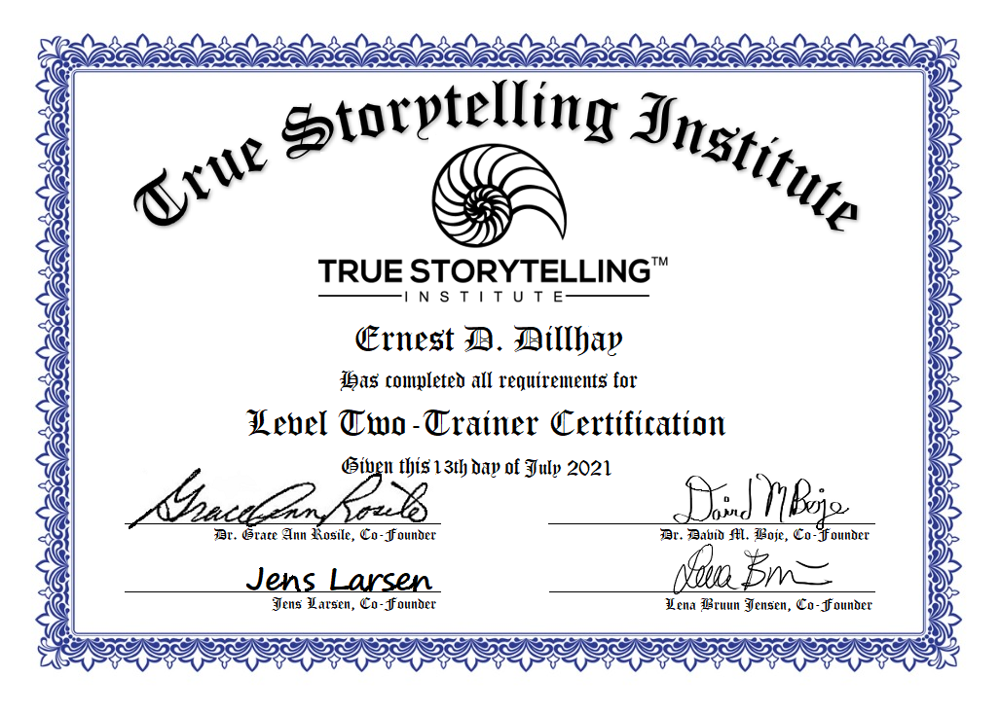 True Storytelling Institute
TRUE STORYTELLING™
INSTITUTE
Ernest D. Dillhay
Has completed all requirements for
Level Two-Trainer Certification
Given this 13th day of July 2021
Grace Ann Rosile David M Boje
Dr. Grace Ann Rosile, Co-Founder Dr. David M. Boje, Co-Founder
Jens Larsen Lena
Jens Larsen, Co-Founder Lena Bruun Jensen, Co-Founder